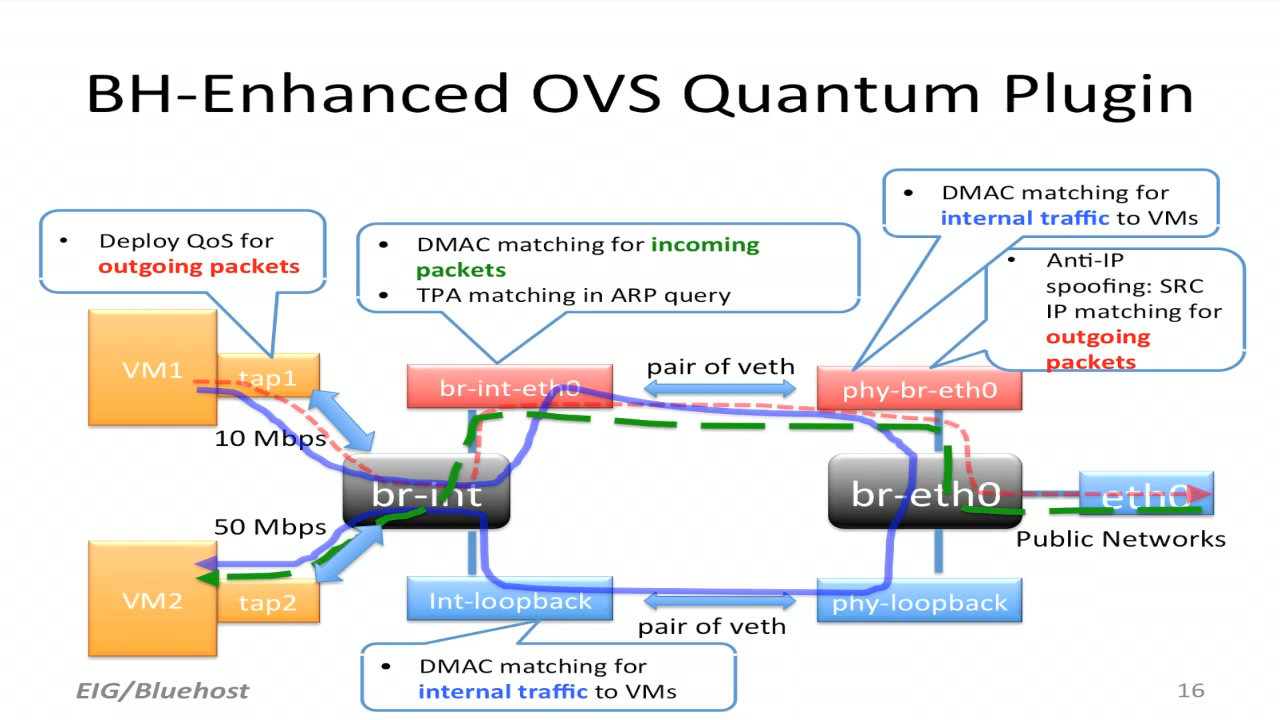 BH-Enhanced OVS Quantum Plugin
• DMAC matching for
internal traffic to VMs
• Deploy QoS for
outgoing packets
• DMAC matching for incoming
packets
• TPA matching in ARP query
• Anti-IP
spoofing: SRC
IP matching for
outgoing
packets
VM1
tap1
br-int-eth0
pair of veth
phy-br-eth0
10 Mbps
br-int
br-eth0
eth0
50 Mbps
Public Networks
VM2
tap2
Int-loopback
pair of veth
phy-loopback
• DMAC matching for
internal traffic to VMs
EIG/Bluehost
16